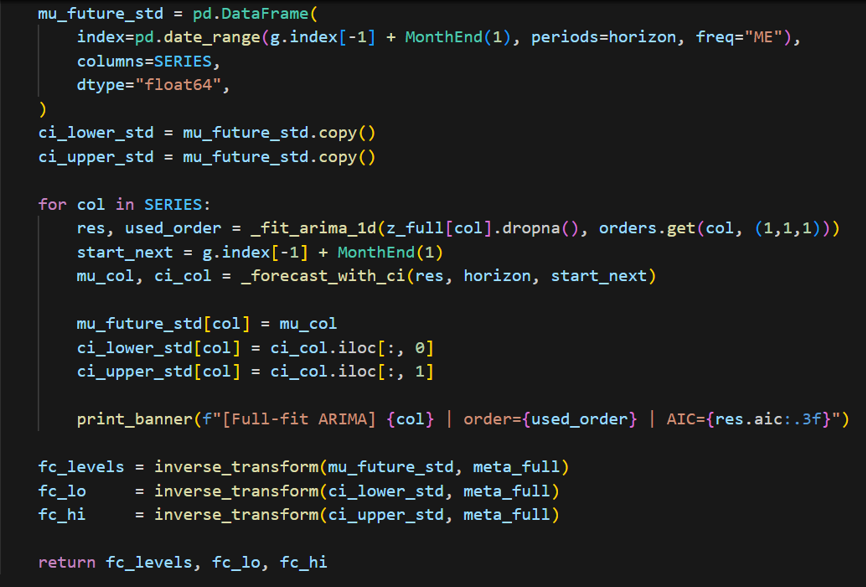 mu_future_std = pd.DataFrame(
    index=pd.date_range(g.index[-1] + MonthEnd(1), periods=horizon, freq="ME"),
    columns=SERIES,
    dtype="float64",
)
ci_lower_std = mu_future_std.copy()
ci_upper_std = mu_future_std.copy()

for col in SERIES:
    res, used_order = _fit_arima_1d(z_full[col].dropna(), orders.get(col, (1,1,1)))
    start_next = g.index[-1] + MonthEnd(1)
    mu_col, ci_col = _forecast_with_ci(res, horizon, start_next)

    mu_future_std[col] = mu_col
    ci_lower_std[col] = ci_col.iloc[:, 0]
    ci_upper_std[col] = ci_col.iloc[:, 1]

    print_banner(f"[Full-fit ARIMA] {col} | order={used_order} | AIC={res.aic:.3f}")

fc_levels = inverse_transform(mu_future_std, meta_full)
fc_lo     = inverse_transform(ci_lower_std, meta_full)
fc_hi     = inverse_transform(ci_upper_std, meta_full)

return fc_levels, fc_lo, fc_hi